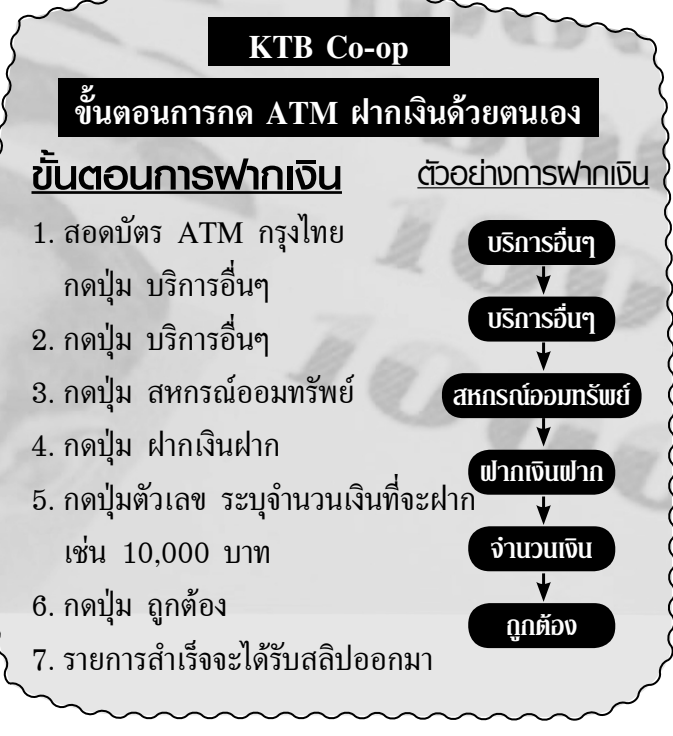 KTB Co-op
ขั้นตอนการกด ATM ฝากเงินด้วยตนเอง
ขั้นตอนการฝากเงิน
1. สอดบัตร ATM กรุงไทย
กดปุ่ม บริการอื่นๆ
2. กดปุ่ม บริการอื่นๆ
3. กดปุ่ม สหกรณ์ออมทรัพย์
4. กดปุ่ม ฝากเงินฝาก
5. กดปุ่มตัวเลข ระบุจำนวนเงินที่จะฝาก
เช่น 10,000 บาท
6. กดปุ่ม ถูกต้อง
7. รายการสำเร็จจะได้รับสลิปออกมา
ตัวอย่างการฝากเงิน
บริการอื่นๆ
บริการอื่นๆ
สหกรณ์ออมทรัพย์
ฝากเงินฝาก
จำนวนเงิน
ถูกต้อง